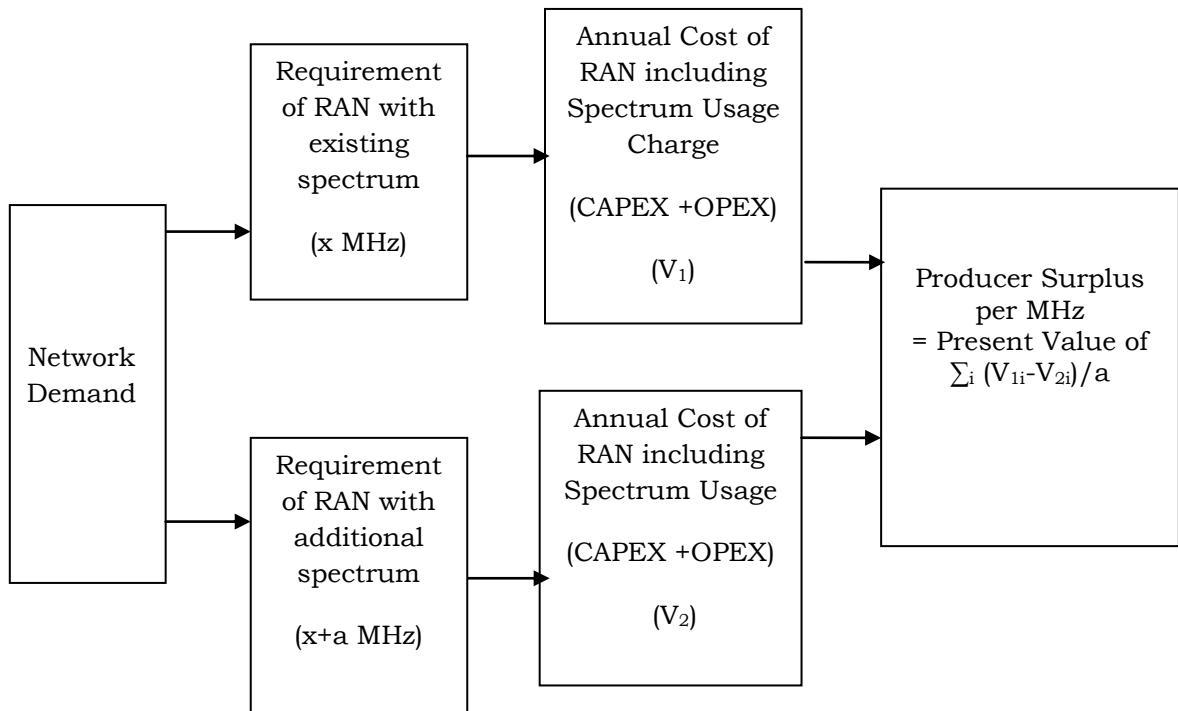 Network
Demand
Requirement
of RAN with
existing
spectrum
(x MHz)
Annual Cost of
RAN including
Spectrum Usage
Charge
(CAPEX +OPEX)
(V₁)
Requirement
of RAN with
additional
spectrum
(x+a MHz)
Annual Cost of
RAN including
Spectrum Usage
(CAPEX +OPEX)
(V₂)
Producer Surplus
per MHz
= Present Value of
∑ᵢ (V₁ᵢ-V₂ᵢ)/a